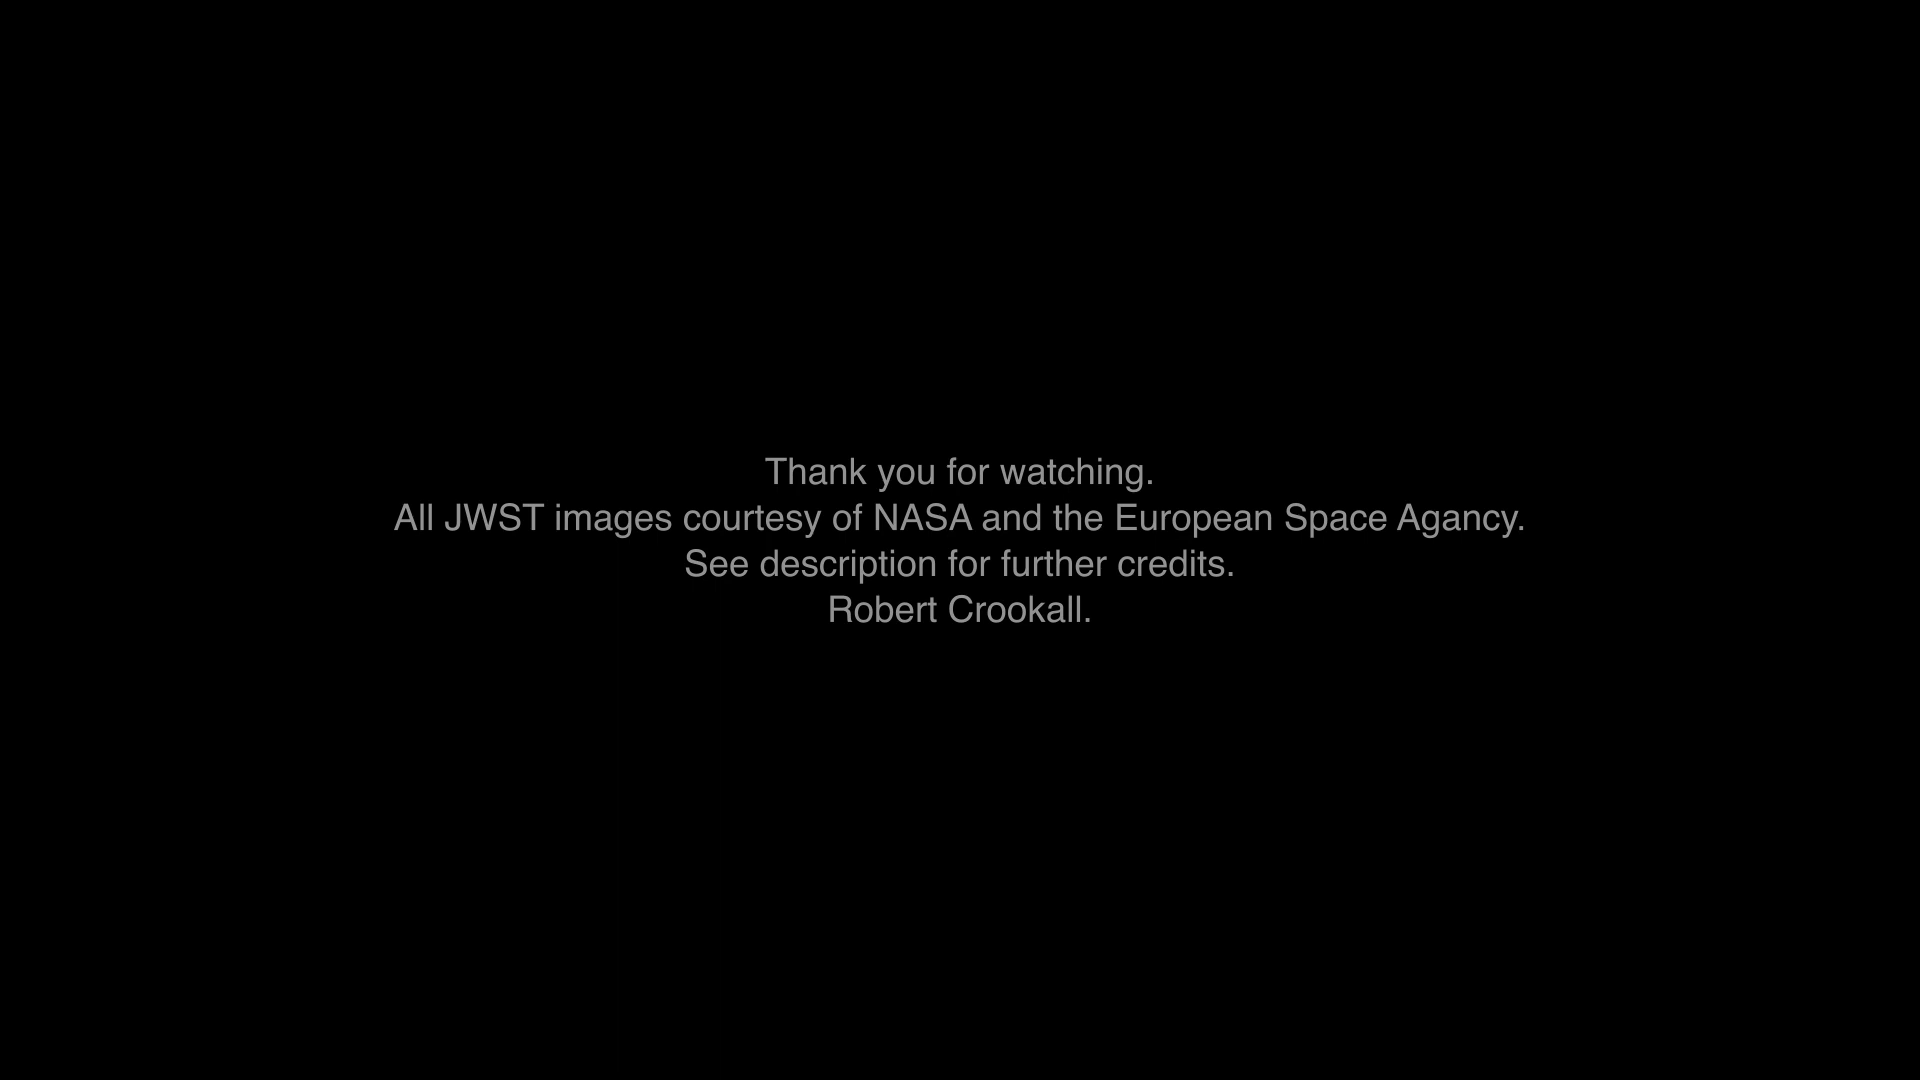 Thank you for watching.
All JWST images courtesy of NASA and the European Space Agancy.
See description for further credits.
Robert Crookall.